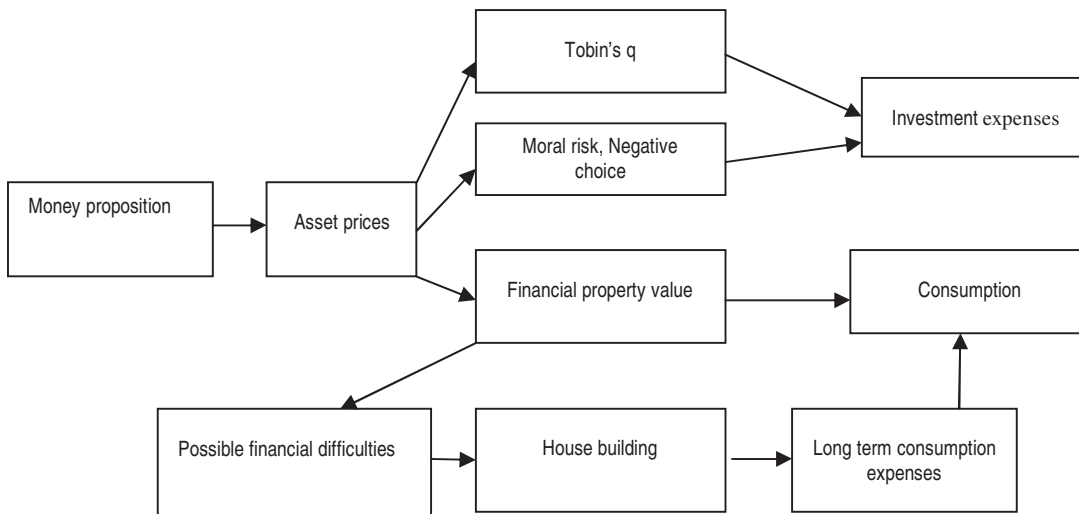 Tobin’s q
Investment expenses
Moral risk, Negative
choice
Money proposition
Asset prices
Financial property value
Consumption
Possible financial difficulties
House building
Long term consumption
expenses